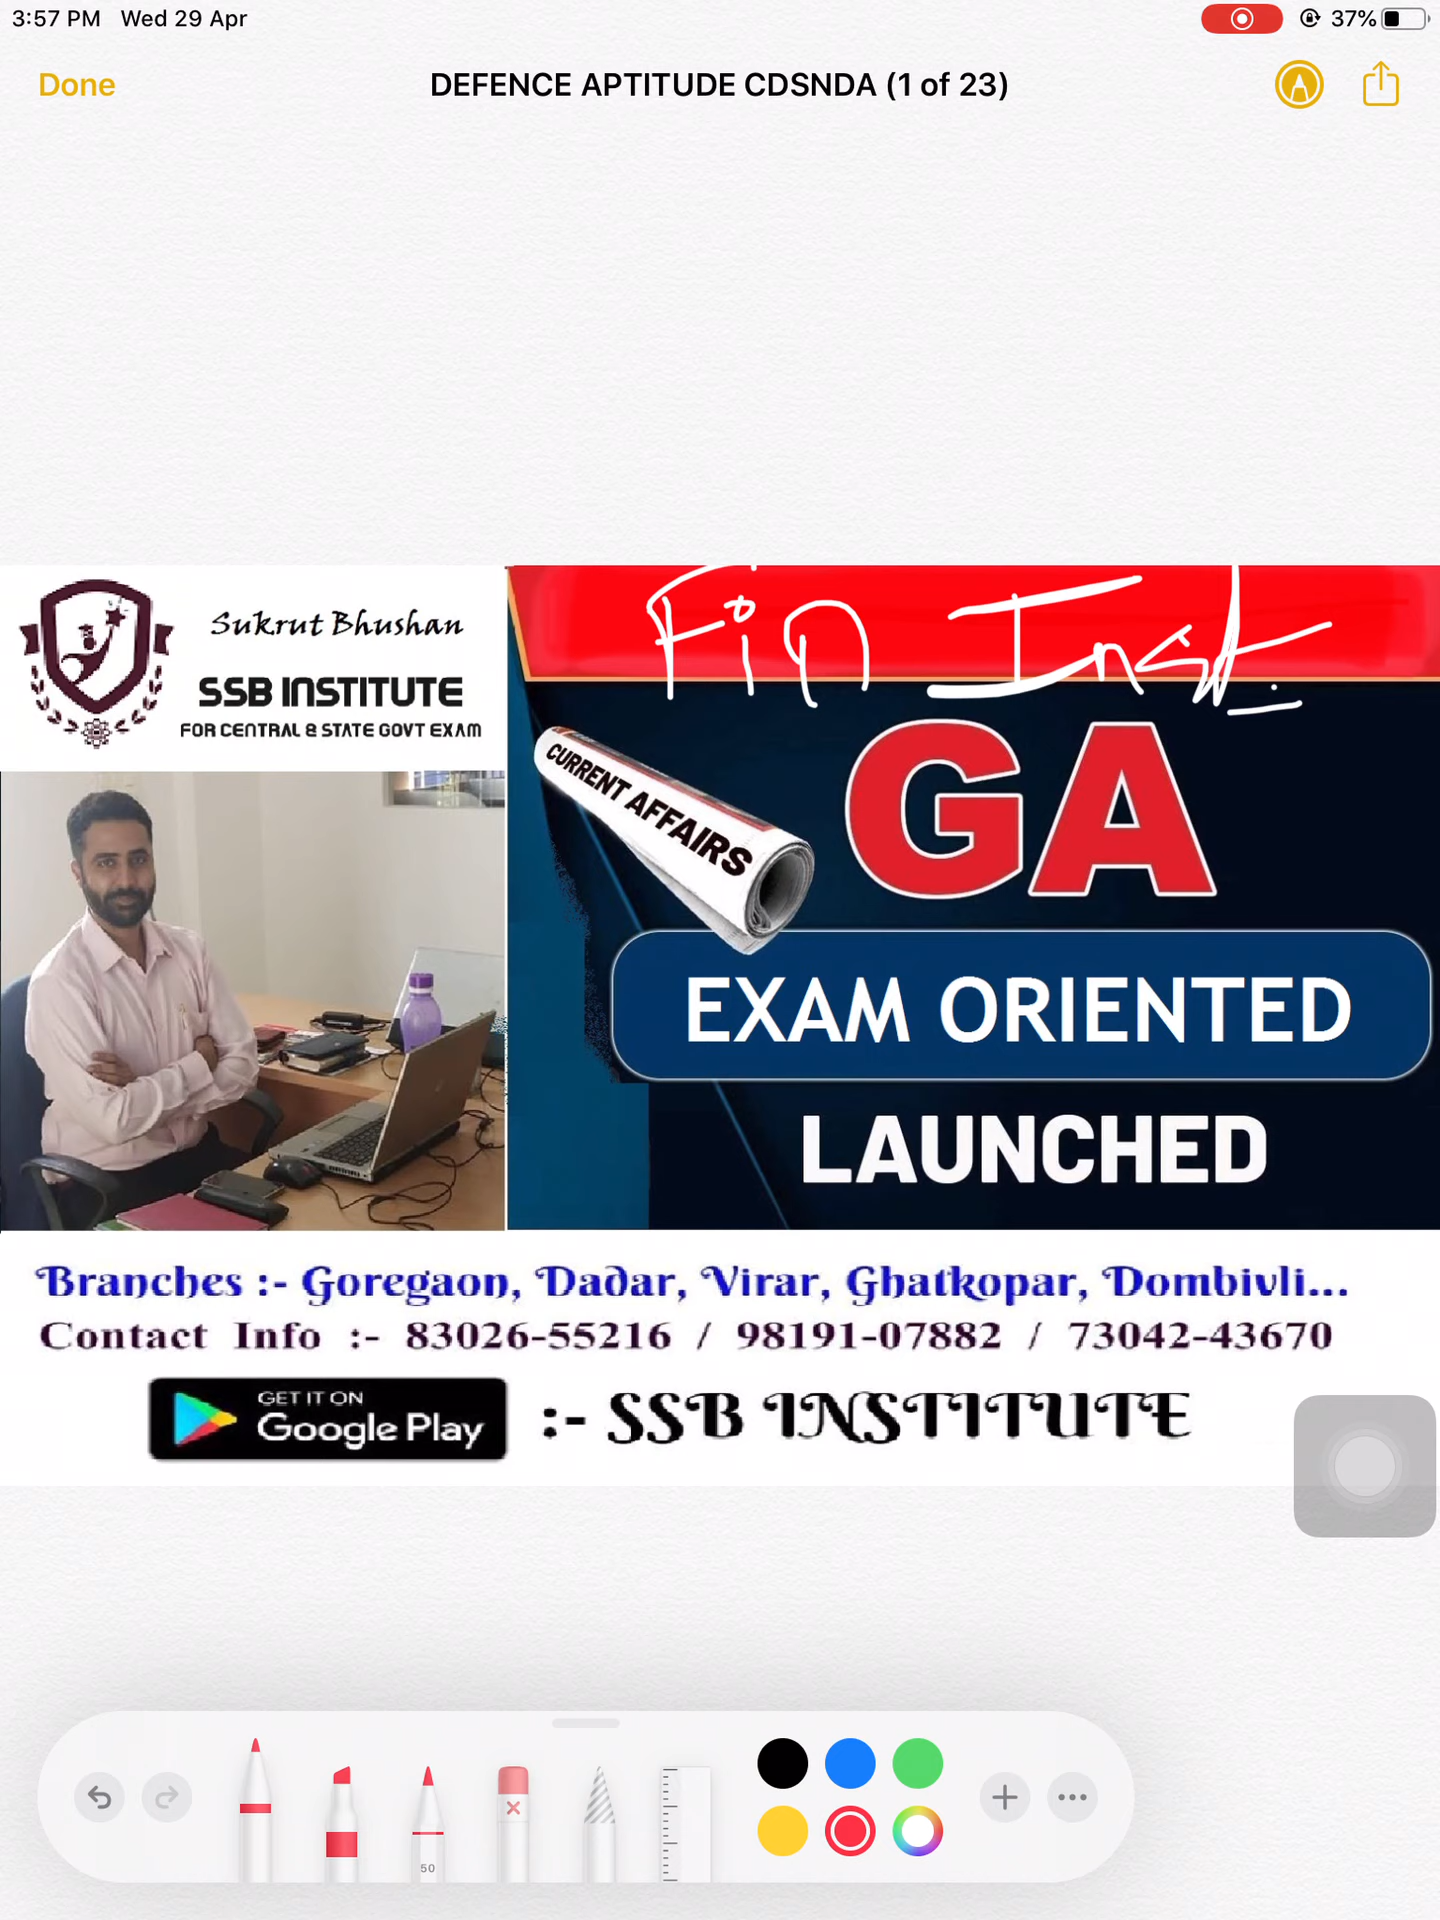 3:57 PM Wed 29 Apr
37%
Done
DEFENCE APTITUDE CDSNDA (1 of 23)
Sukrut Bhushan
SSB INSTITUTE
FOR CENTRAL & STATE GOVT EXAM
Fin Inst.
CURRENT AFFAIRS
GA
EXAM ORIENTED
LAUNCHED
Branches :- Goregaon, Dadar, Virar, Ghatkopar, Dombivli...
Contact Info :- 83026-55216 / 98191-07882 / 73042-43670
GET IT ON
Google Play
:- SSB INSTITUTE
50